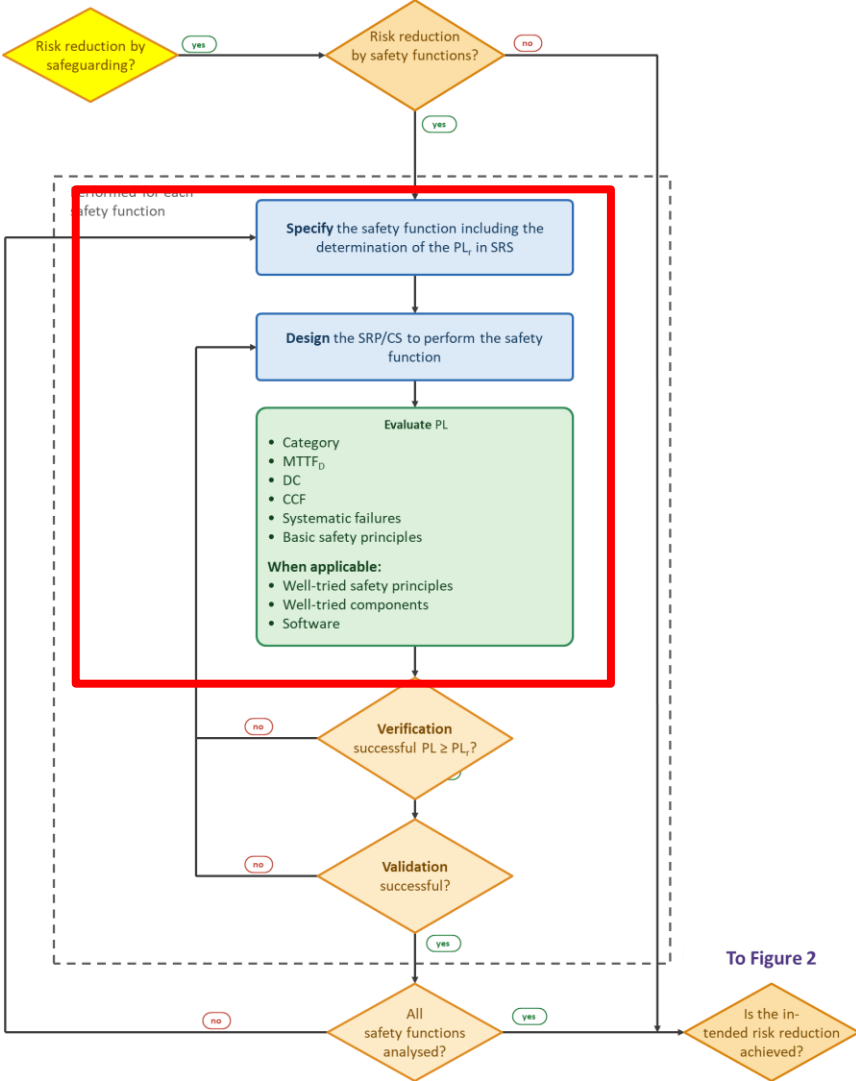 Risk reduction by
safeguarding?
yes
Risk reduction
by safety functions?
no
yes
Performed for each
safety function
Specify the safety function including the
determination of the PLr in SRS
Design the SRP/CS to perform the safety
function
Evaluate PL
• Category
• MTTFD
• DC
• CCF
• Systematic failures
• Basic safety principles
When applicable:
• Well-tried safety principles
• Well-tried components
• Software
no
Verification
successful PL ≥ PLr?
no
Validation
successful?
yes
To Figure 2
no
All
safety functions
analysed?
yes
Is the in-
tended risk reduction
achieved?